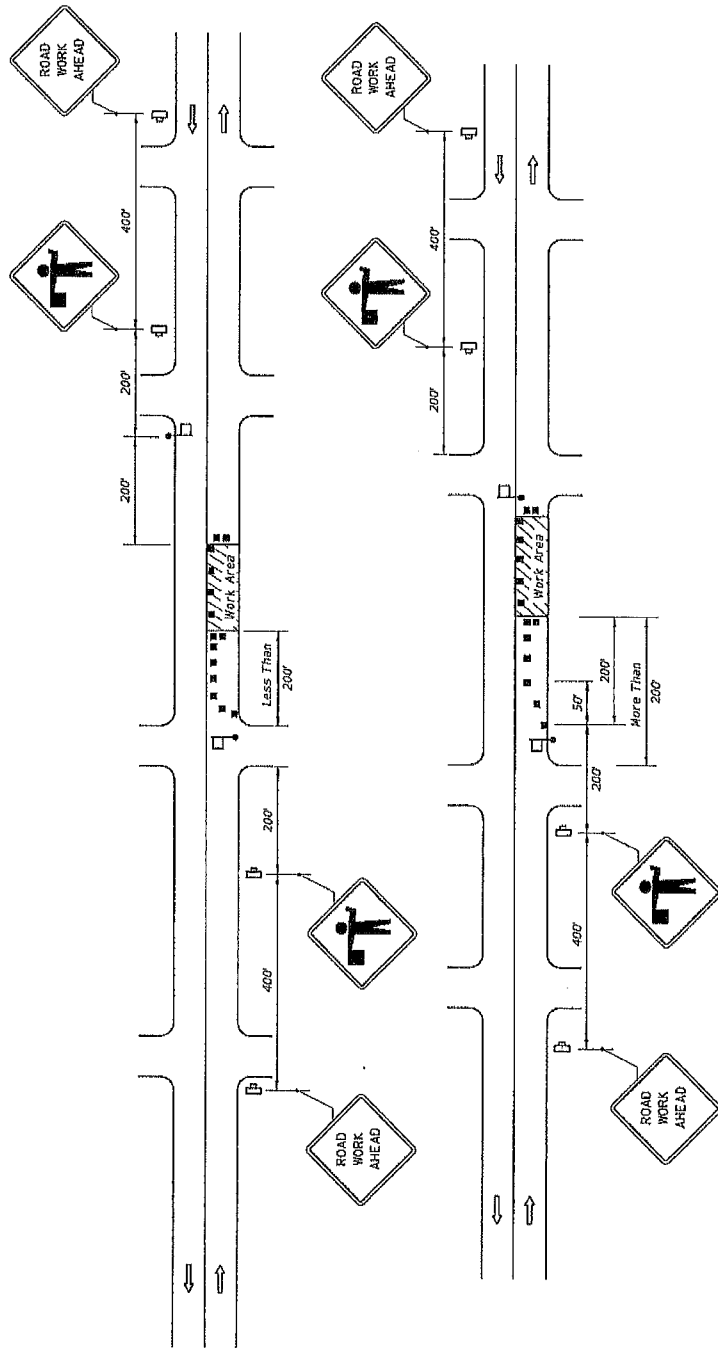 ROAD
WORK
AHEAD
400'
200'
200'
Work Area
Less Than
200'
200'
400'
ROAD
WORK
AHEAD
ROAD
WORK
AHEAD
400'
200'
Work Area
200'
50'
More Than
200'
200'
400'
ROAD
WORK
AHEAD